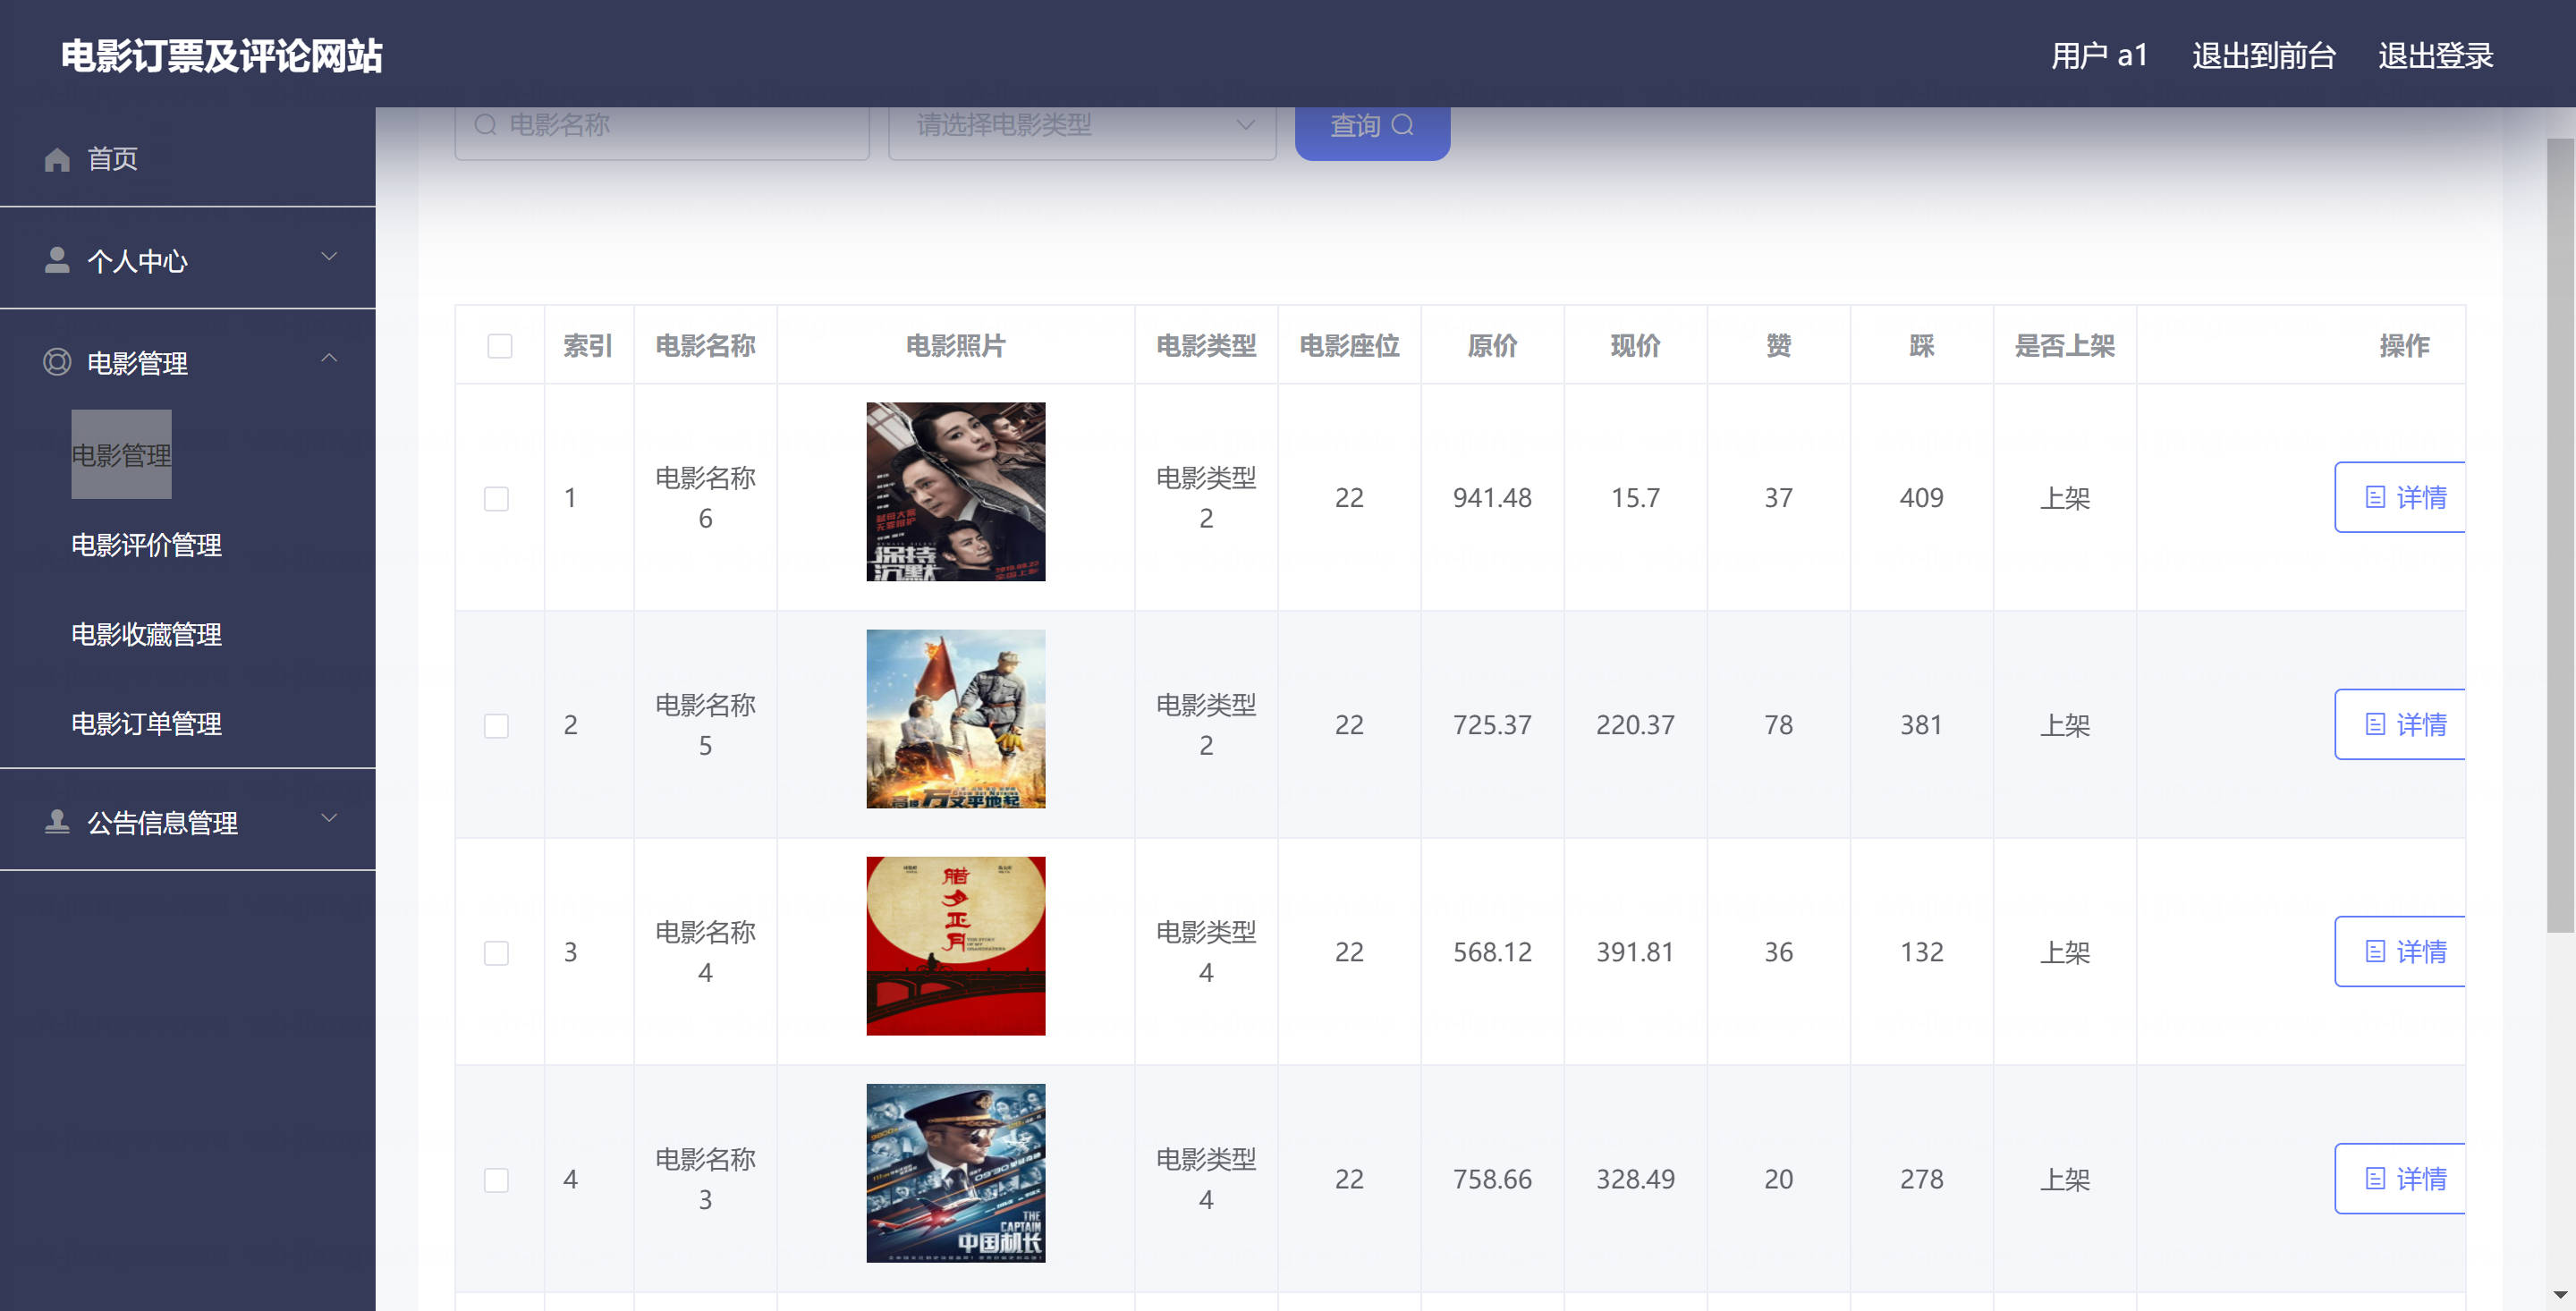 电影订票及评论网站
用户 a1 退出到前台 退出登录
电影名称 请选择电影类型 查询
首页
个人中心
电影管理
电影管理
电影评价管理
电影收藏管理
电影订单管理
公告信息管理
索引 电影名称 电影照片 电影类型 电影座位 原价 现价 赞 踩 是否上架 操作
1 电影名称6 电影类型2 22 941.48 15.7 37 409 上架 详情
保持
沉默
2 电影名称5 电影类型2 22 725.37 220.37 78 381 上架 详情
万丈平地起
3 电影名称4 电影类型4 22 568.12 391.81 36 132 上架 详情
腊
夕
正
月
4 电影名称3 电影类型4 22 758.66 328.49 20 278 上架 详情
THE
CAPTAIN
中国机长